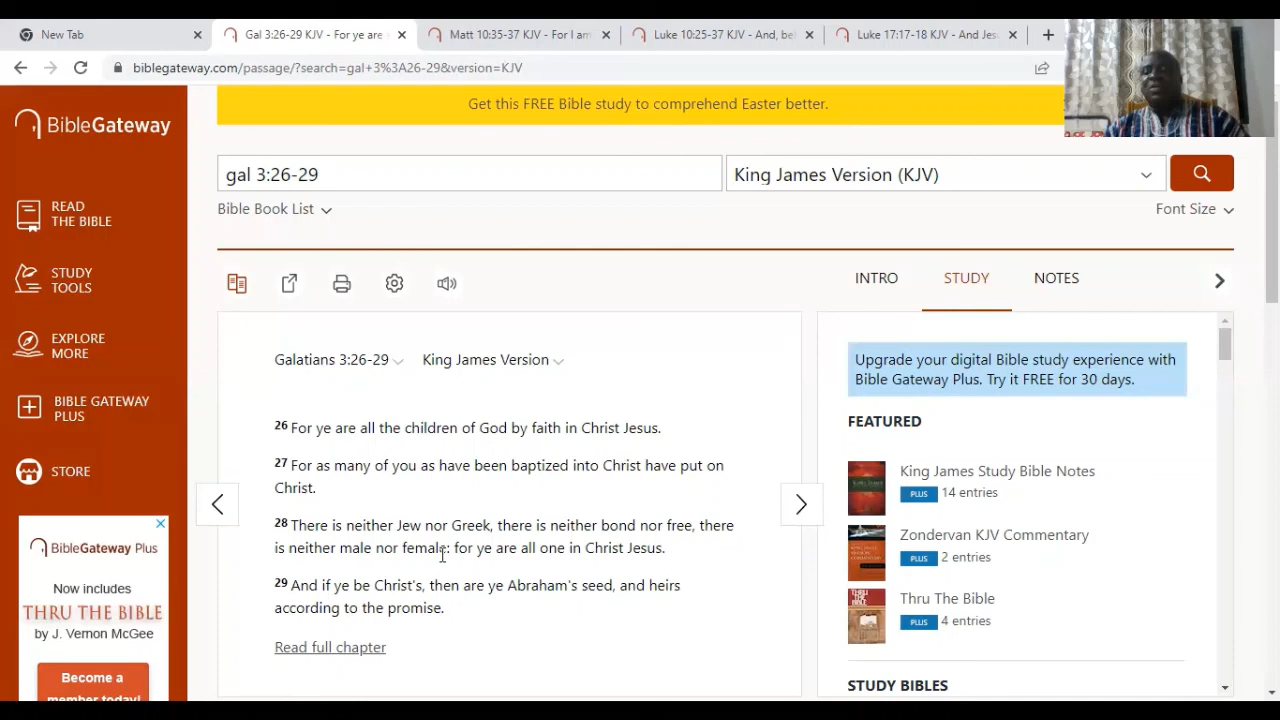 New Tab
Gal 3:26-29 KJV - For ye are
Matt 10:35-37 KJV - For I am
Luke 10:25-37 KJV - And, be
Luke 17:17-18 KJV - And Jes
biblegateway.com/passage/?search=gal+3%3A26-29&version=KJV
Get this FREE Bible study to comprehend Easter better.
BibleGateway
gal 3:26-29
King James Version (KJV)
Bible Book List
Font Size
READ
THE BIBLE
STUDY
TOOLS
EXPLORE
MORE
BIBLE GATEWAY
PLUS
STORE
INTRO
STUDY
NOTES
Galatians 3:26-29
King James Version
26 For ye are all the children of God by faith in Christ Jesus.
27 For as many of you as have been baptized into Christ have put on
Christ.
28 There is neither Jew nor Greek, there is neither bond nor free, there
is neither male nor female: for ye are all one in Christ Jesus.
29 And if ye be Christ's, then are ye Abraham's seed, and heirs
according to the promise.
Read full chapter
Upgrade your digital Bible study experience with
Bible Gateway Plus. Try it FREE for 30 days.
FEATURED
King James Study Bible Notes
PLUS 14 entries
Zondervan KJV Commentary
PLUS 2 entries
THRU THE BIBLE
Thru The Bible
PLUS 4 entries
STUDY BIBLES
BibleGateway Plus
Now includes
THRU THE BIBLE
by J. Vernon McGee
Become a
member today!